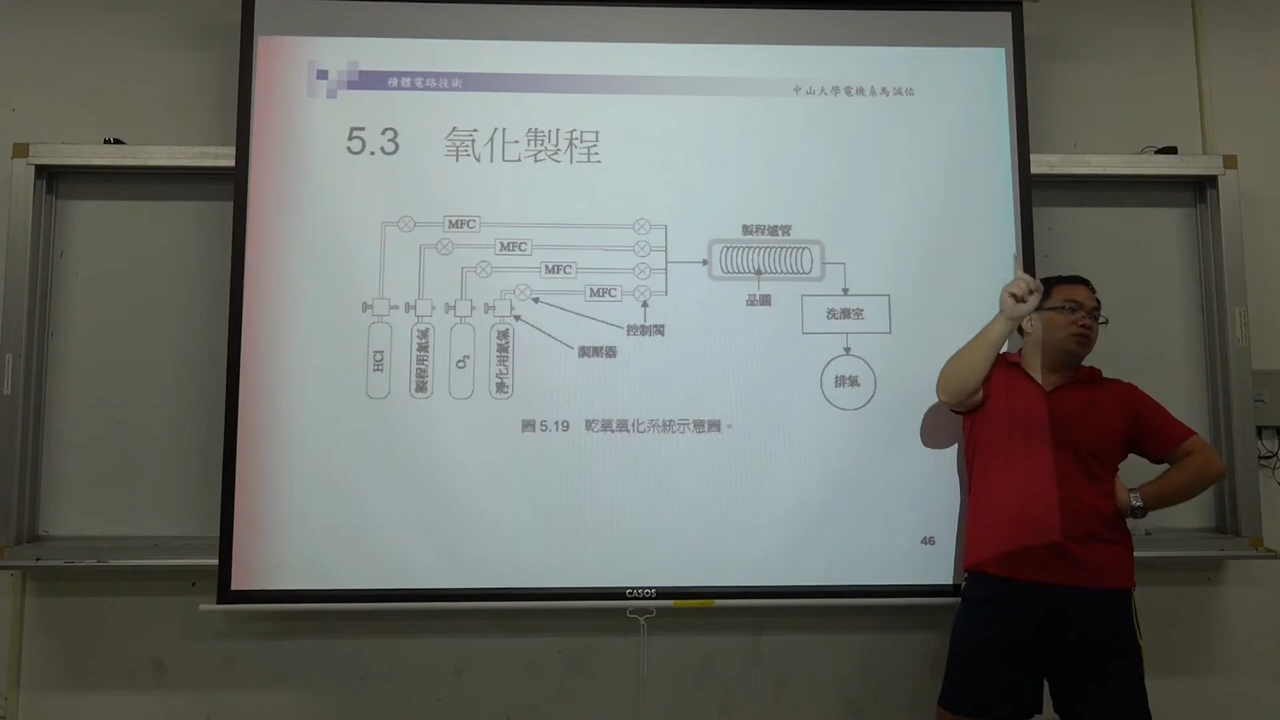 積體電路技術
中山大學電機系馬誠佑
5.3 氧化製程
MFC
MFC
MFC
MFC
製程爐管
晶圓
控制閥
調壓器
洗滌室
排氣
HCl
製程用氮氣
O2
淨化用氮氣
圖 5.19 乾氧氧化系統示意圖。
46
CASOS